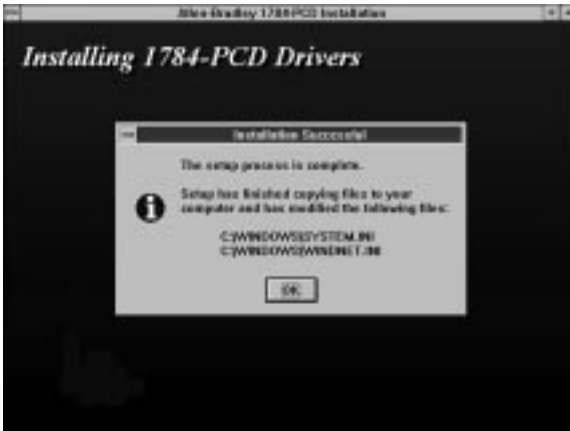 Allen-Bradley 1784-PCD Installation
Installing 1784-PCD Drivers
Installation Successful
The setup process is complete.
Setup has finished copying files to your
computer and has modified the following files:
C:\WINDOWS\SYSTEM.INI
C:\WINDOWS\WINDNET.INI
OK